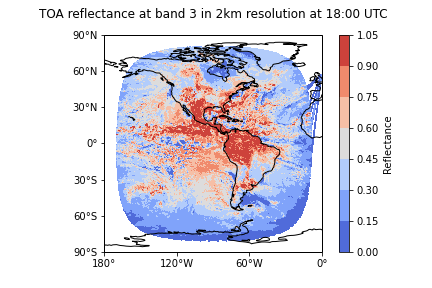 TOA reflectance at band 3 in 2km resolution at 18:00 UTC
90°N
60°N
30°N
0°
30°S
60°S
90°S
180°
120°W
60°W
0°
1.05
0.90
0.75
0.60
0.45
0.30
0.15
0.00
Reflectance